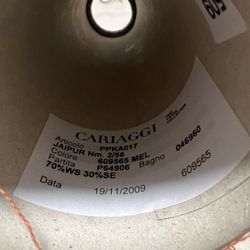 CARIAGGI
Articolo PPKA017
JAIPUR Nm. 2/56
Colore 609565 MEL
Partita P64906 Bagno 046960
70%WS 30%SE 609565
Data 19/11/2009
609